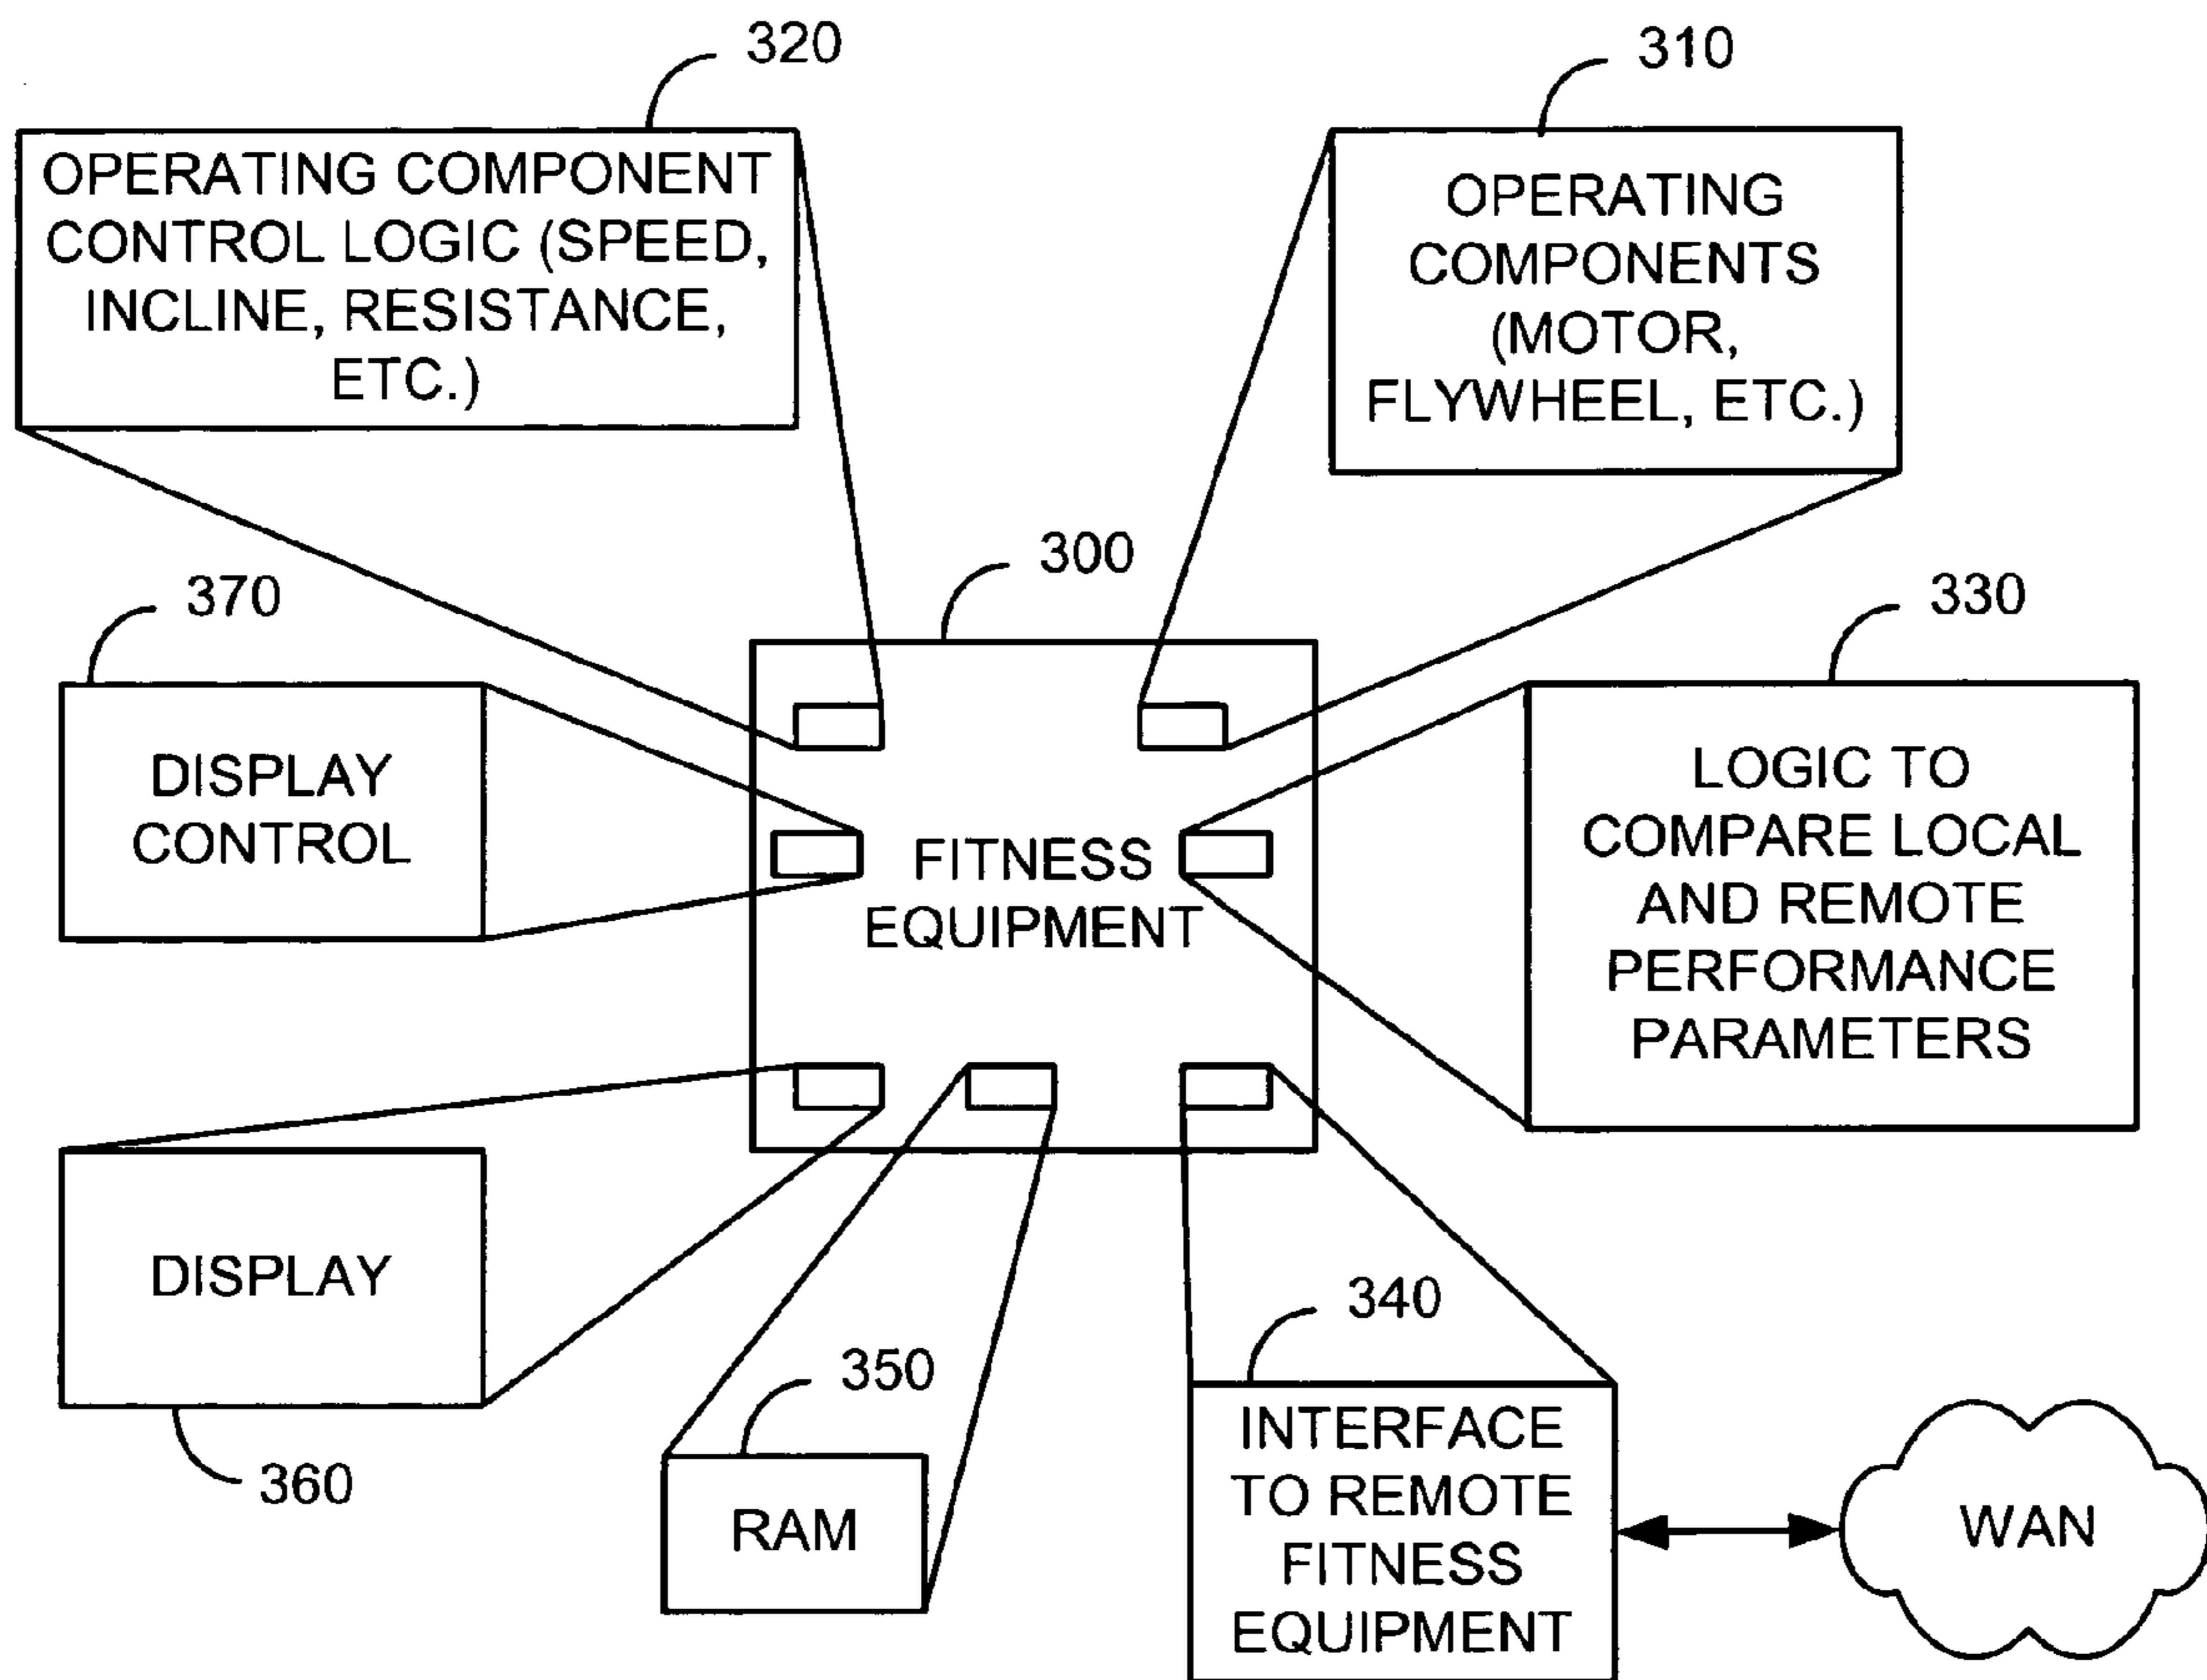 320
OPERATING COMPONENT
CONTROL LOGIC (SPEED,
INCLINE, RESISTANCE,
ETC.)
310
OPERATING
COMPONENTS
(MOTOR,
FLYWHEEL, ETC.)
300
FITNESS
EQUIPMENT
370
DISPLAY
CONTROL
330
LOGIC TO
COMPARE LOCAL
AND REMOTE
PERFORMANCE
PARAMETERS
DISPLAY
360
350
RAM
340
INTERFACE
TO REMOTE
FITNESS
EQUIPMENT
WAN